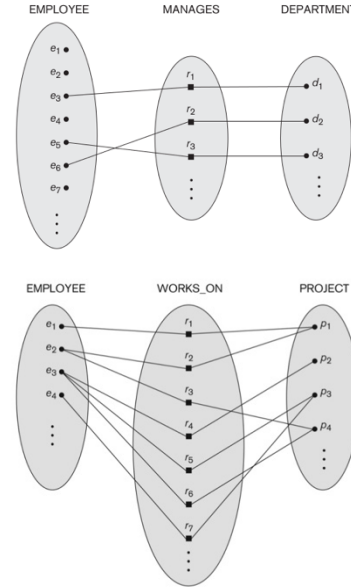 EMPLOYEE MANAGES DEPARTMENT
e1
e2
e3
e4
e5
e6
e7
r1
r2
r3
d1
d2
d3
EMPLOYEE WORKS_ON PROJECT
e1
e2
e3
e4
r1
r2
r3
r4
r5
r6
r7
p1
p2
p3
p4